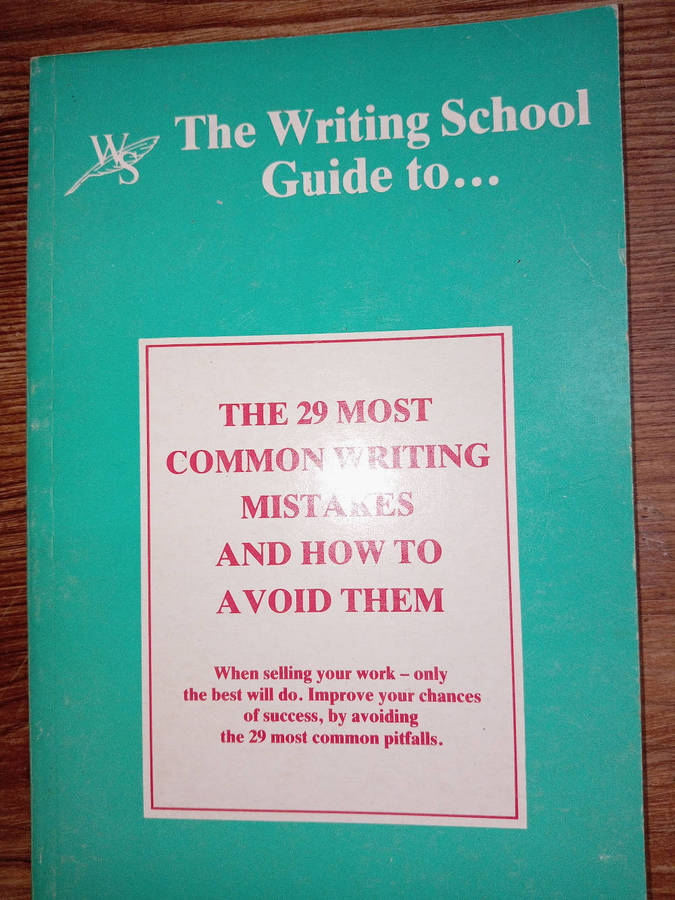 WS
The Writing School
Guide to...
THE 29 MOST
COMMON WRITING
MISTAKES
AND HOW TO
AVOID THEM
When selling your work – only
the best will do. Improve your chances
of success, by avoiding
the 29 most common pitfalls.